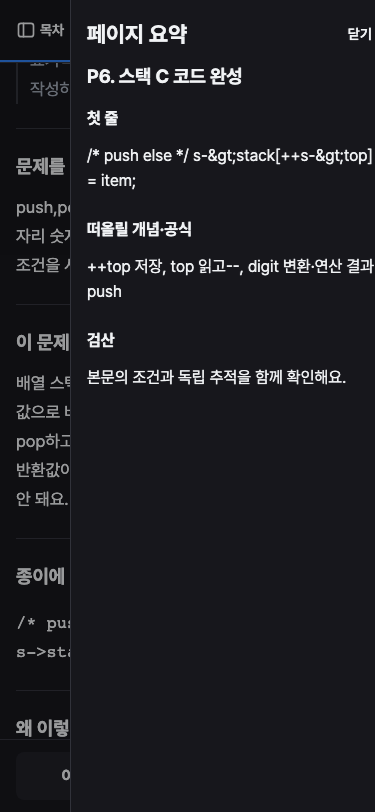 목차
페이지 요약
닫기
P6. 스택 C 코드 완성
첫 줄
/* push else */ s-&gt;stack[++s-&gt;top]
= item;
떠올릴 개념·공식
++top 저장, top 읽고--, digit 변환·연산 결과
push
검산
본문의 조건과 독립 추적을 함께 확인해요.
작성하
문제를
push,po
자리 숫자
조건을 시
이 문제
배열 스택
값으로 바
pop하고
반환값이
안 돼요.
종이에
/* pus
s->sta
왜 이렇